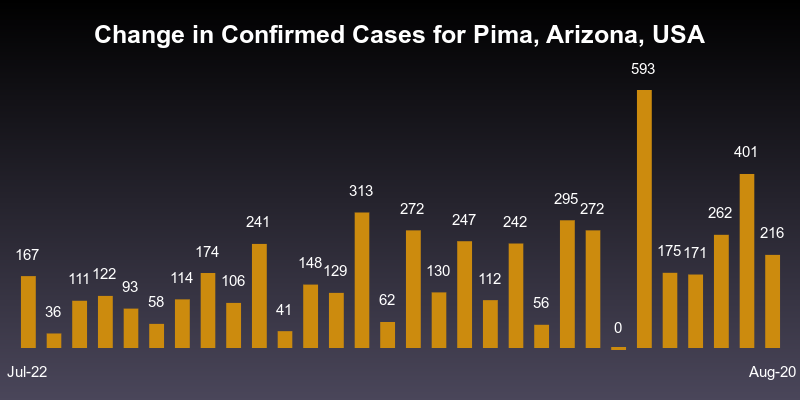 Change in Confirmed Cases for Pima, Arizona, USA
167 36 111 122 93 58 114 174 106 241 41 148 129 313 62 272 130 247 112 242 56 295 272 0 593 175 171 262 401 216
Jul-22 Aug-20